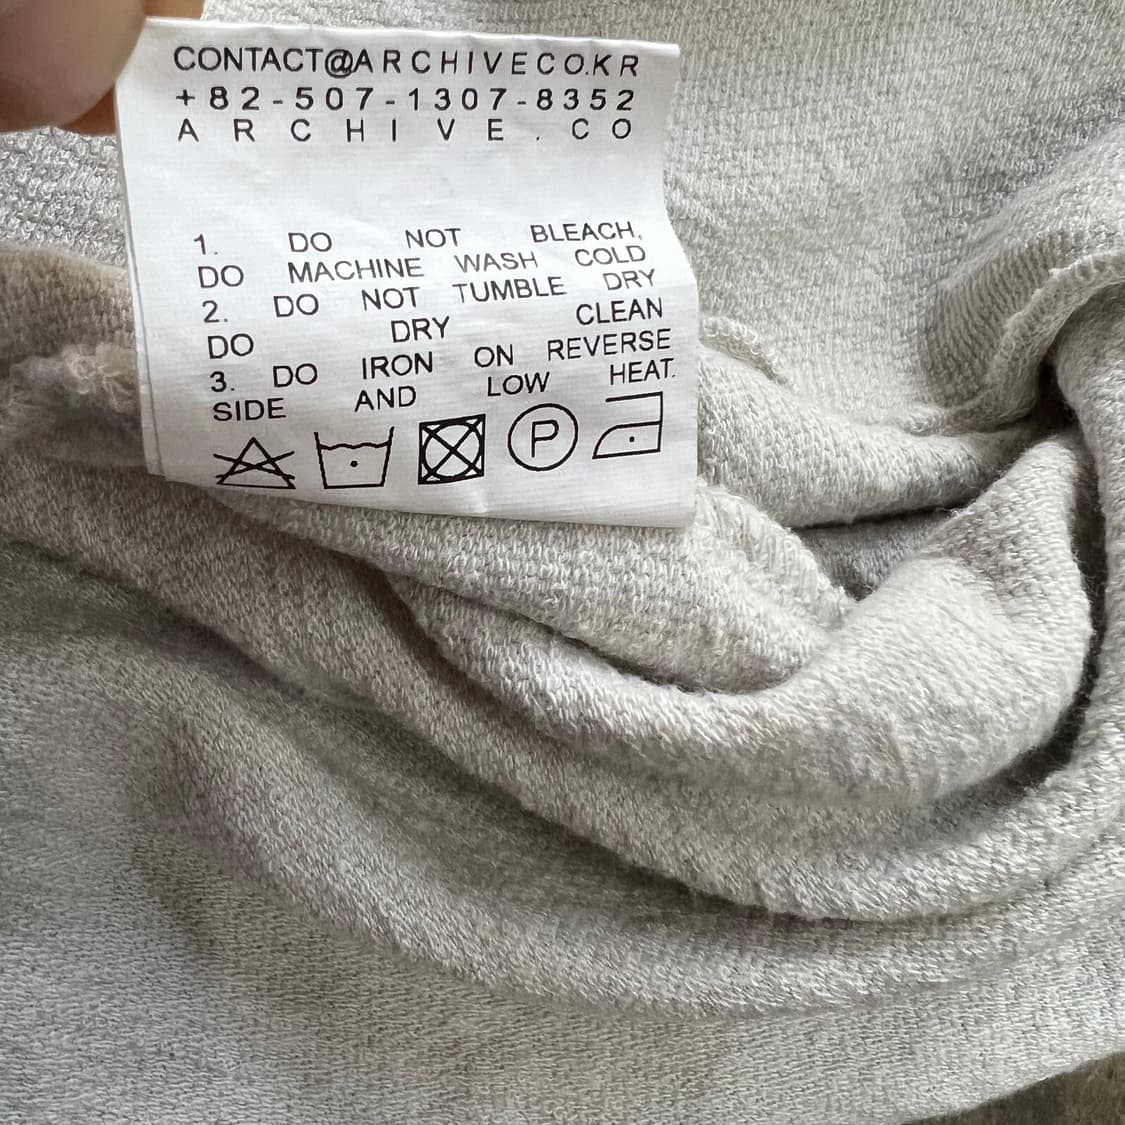 CONTACT@ARCHIVECO.KR
+82-507-1307-8352
ARCHIVE.CO
1. DO NOT BLEACH,
DO MACHINE WASH COLD
2. DO NOT TUMBLE DRY
DO DRY CLEAN
3. DO IRON ON REVERSE
SIDE AND LOW HEAT.
P